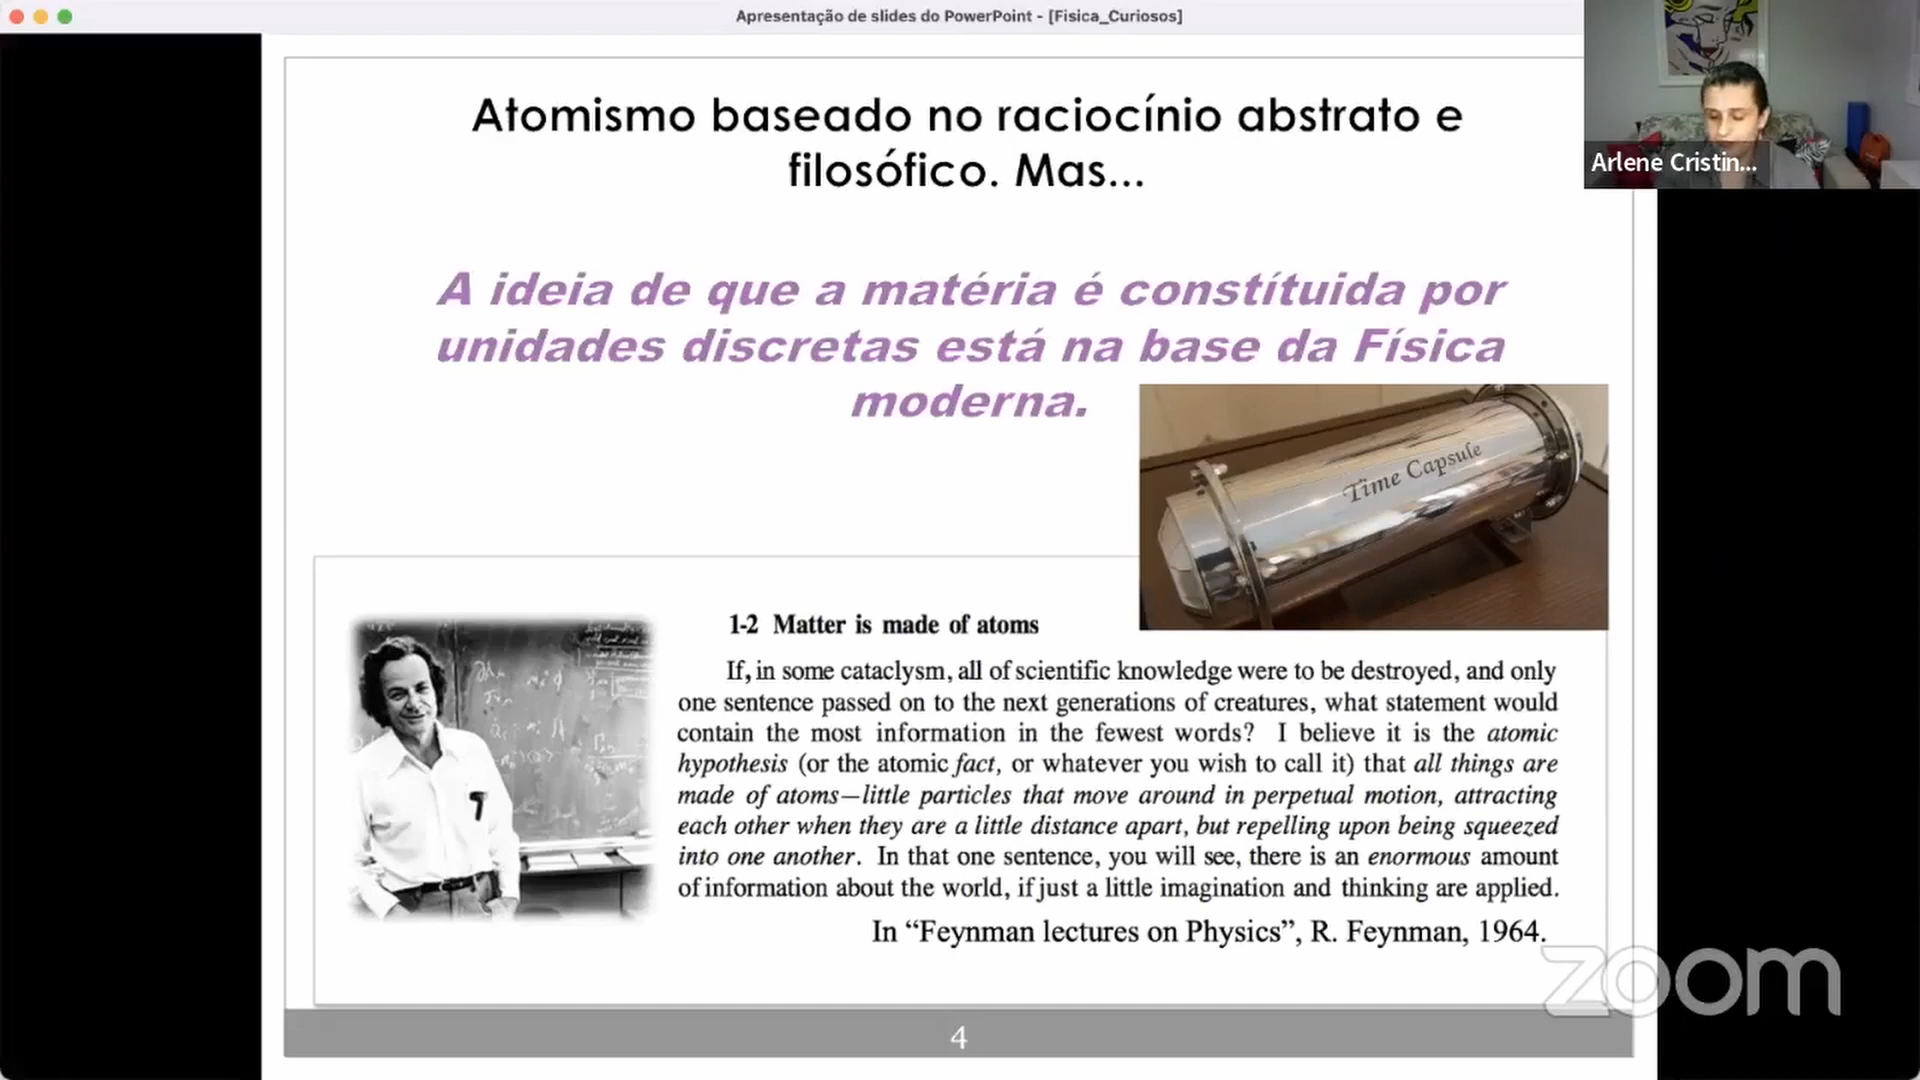 Apresentação de slides do PowerPoint - [Fisica_Curiosos]
Atomismo baseado no raciocínio abstrato e
filosófico. Mas...
Arlene Cristin...
A ideia de que a matéria é constítuida por
unidades discretas está na base da Física
moderna.
Time Capsule
1-2 Matter is made of atoms
If, in some cataclysm, all of scientific knowledge were to be destroyed, and only
one sentence passed on to the next generations of creatures, what statement would
contain the most information in the fewest words? I believe it is the atomic
hypothesis (or the atomic fact, or whatever you wish to call it) that all things are
made of atoms—little particles that move around in perpetual motion, attracting
each other when they are a little distance apart, but repelling upon being squeezed
into one another. In that one sentence, you will see, there is an enormous amount
of information about the world, if just a little imagination and thinking are applied.
In “Feynman lectures on Physics”, R. Feynman, 1964.
zoom
4